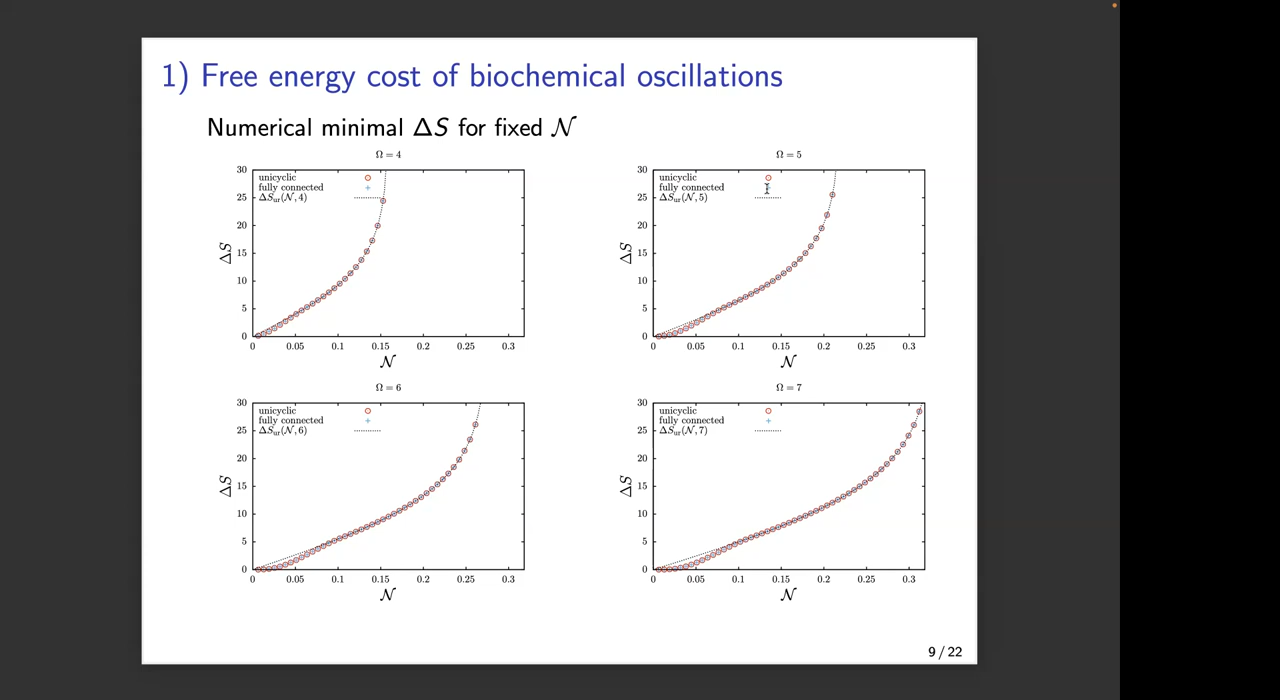 1) Free energy cost of biochemical oscillations
Numerical minimal ΔS for fixed 𝒩
Ω = 4
30
25
20
15
10
5
0
ΔS
unicyclic
fully connected
ΔS_ur(𝒩, 4)
0 0.05 0.1 0.15 0.2 0.25 0.3
𝒩
Ω = 5
30
25
20
15
10
5
0
ΔS
unicyclic
fully connected
ΔS_ur(𝒩, 5)
0 0.05 0.1 0.15 0.2 0.25 0.3
𝒩
Ω = 6
30
25
20
15
10
5
0
ΔS
unicyclic
fully connected
ΔS_ur(𝒩, 6)
0 0.05 0.1 0.15 0.2 0.25 0.3
𝒩
Ω = 7
30
25
20
15
10
5
0
ΔS
unicyclic
fully connected
ΔS_ur(𝒩, 7)
0 0.05 0.1 0.15 0.2 0.25 0.3
𝒩
9 / 22